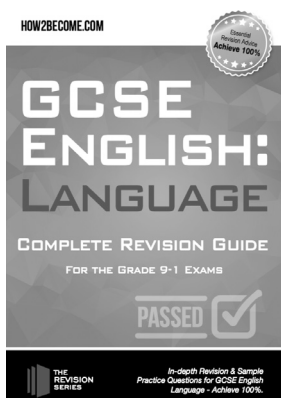 HOW2BECOME.COM
Essential
Revision Advice
Achieve 100%
GCSE
ENGLISH:
LANGUAGE
COMPLETE REVISION GUIDE
FOR THE GRADE 9-1 EXAMS
PASSED
THE
REVISION
SERIES
In-depth Revision & Sample
Practice Questions for GCSE English
Language - Achieve 100%.